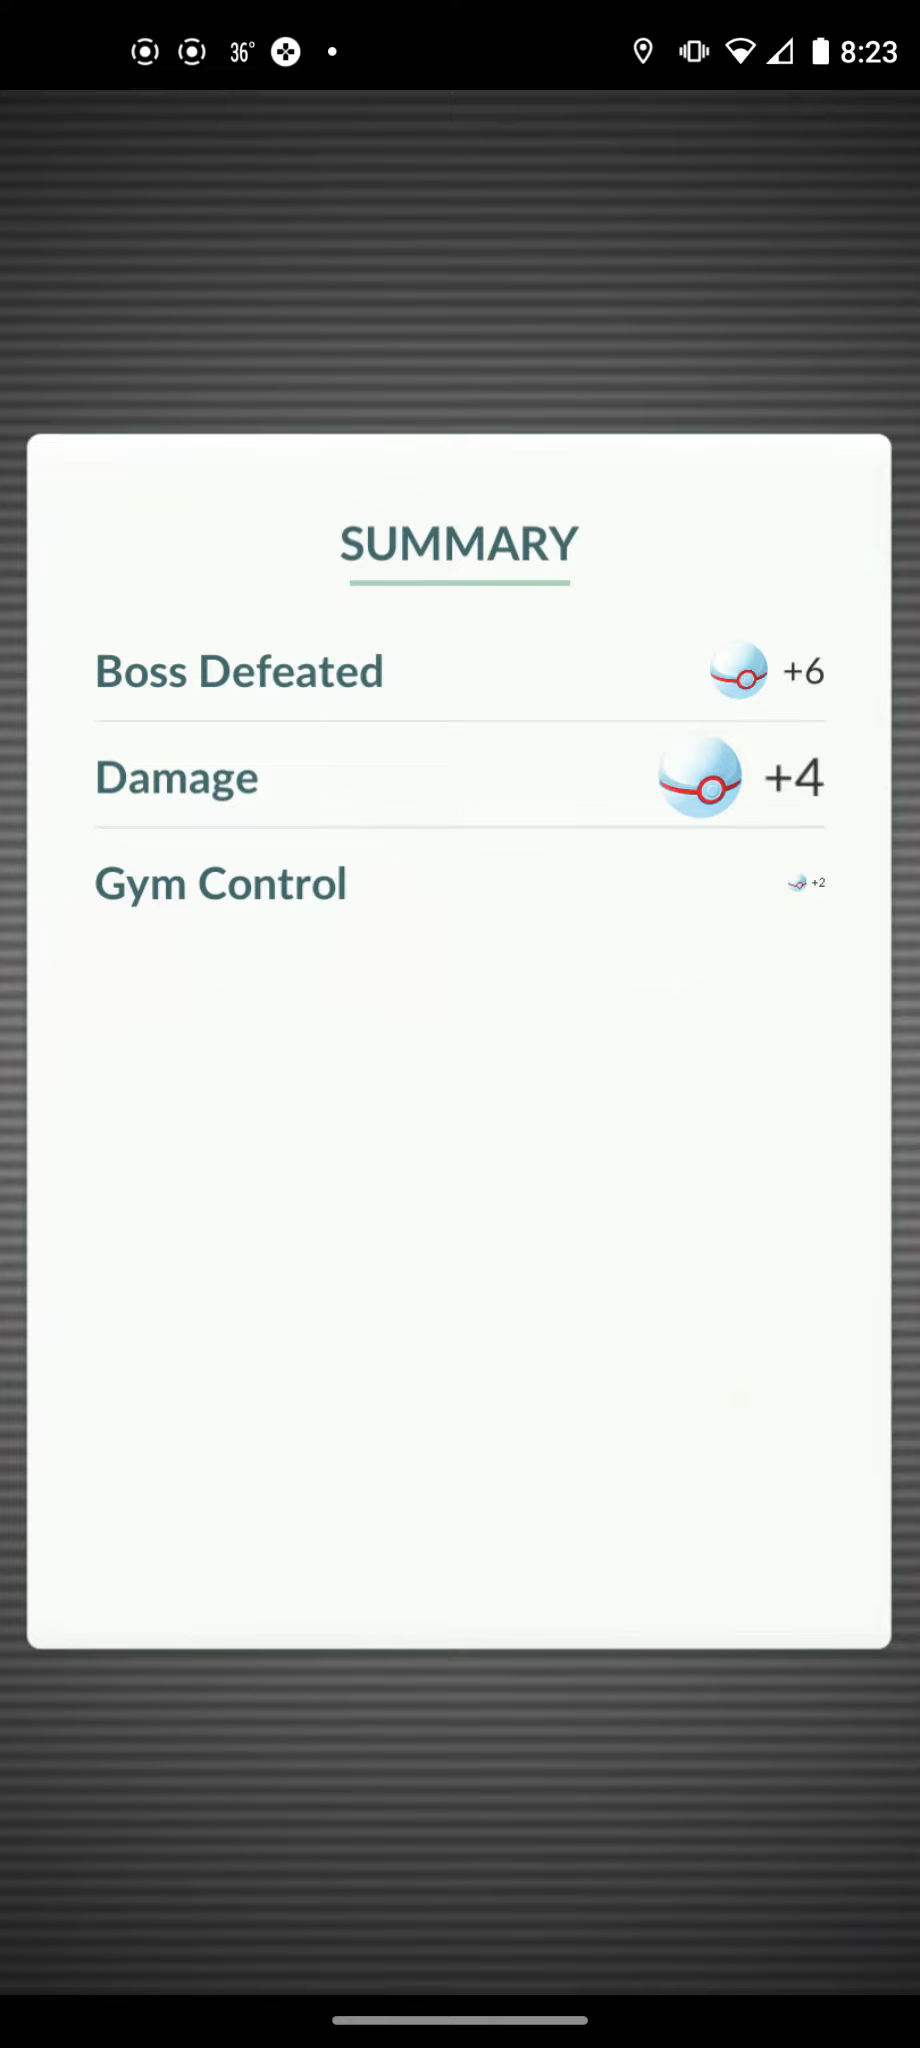 36° 8:23
SUMMARY
Boss Defeated +6
Damage +4
Gym Control +2